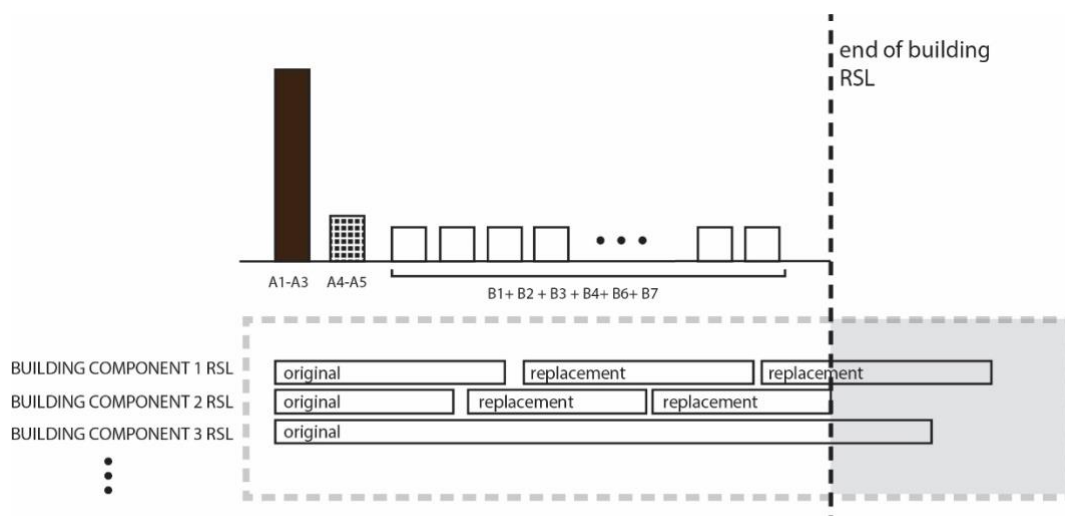 end of building
RSL
A1-A3
A4-A5
B1+ B2 + B3 + B4+ B6+ B7
BUILDING COMPONENT 1 RSL
original
replacement
replacement
BUILDING COMPONENT 2 RSL
original
replacement
replacement
BUILDING COMPONENT 3 RSL
original